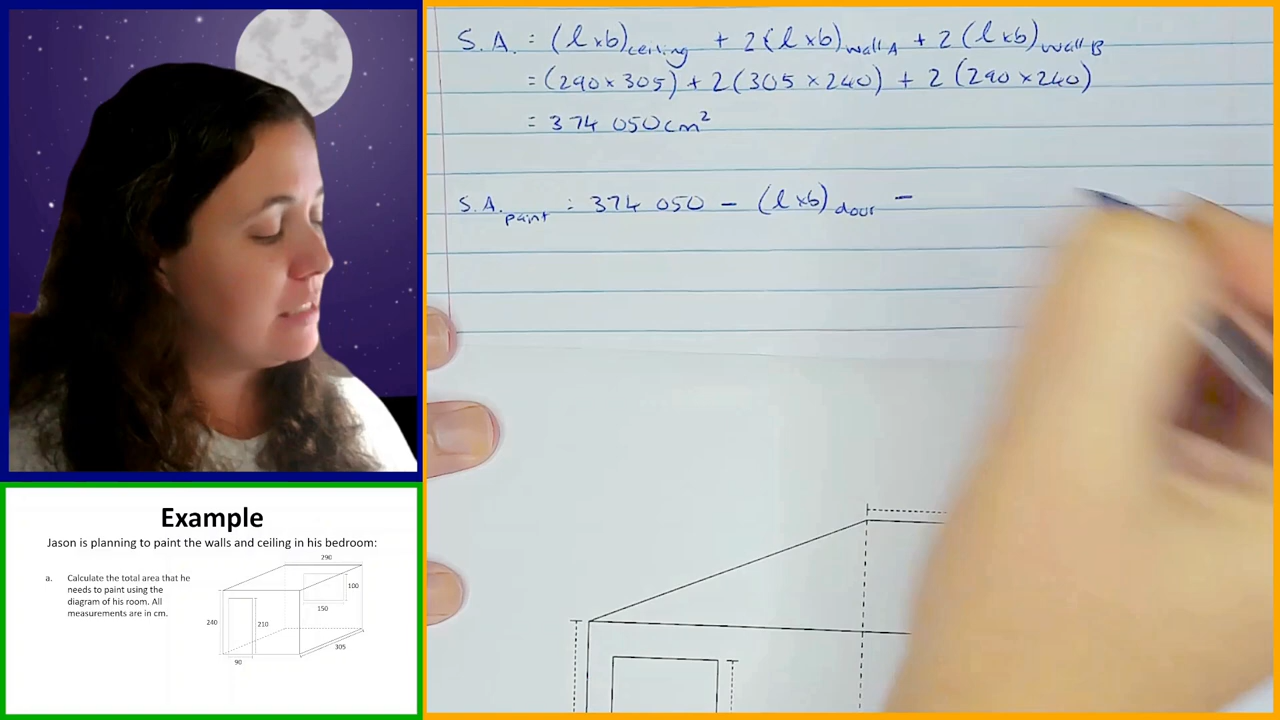 S.A. = (l×b)ceiling + 2(l×b)wall A + 2(l×b)wall B
= (290×305) + 2(305×240) + 2(290×240)
= 374 050cm²
S.A.paint = 374 050 − (l×b)door −
Example
Jason is planning to paint the walls and ceiling in his bedroom:
a. Calculate the total area that he
needs to paint using the
diagram of his room. All
measurements are in cm.
290
100
150
240
210
305
90